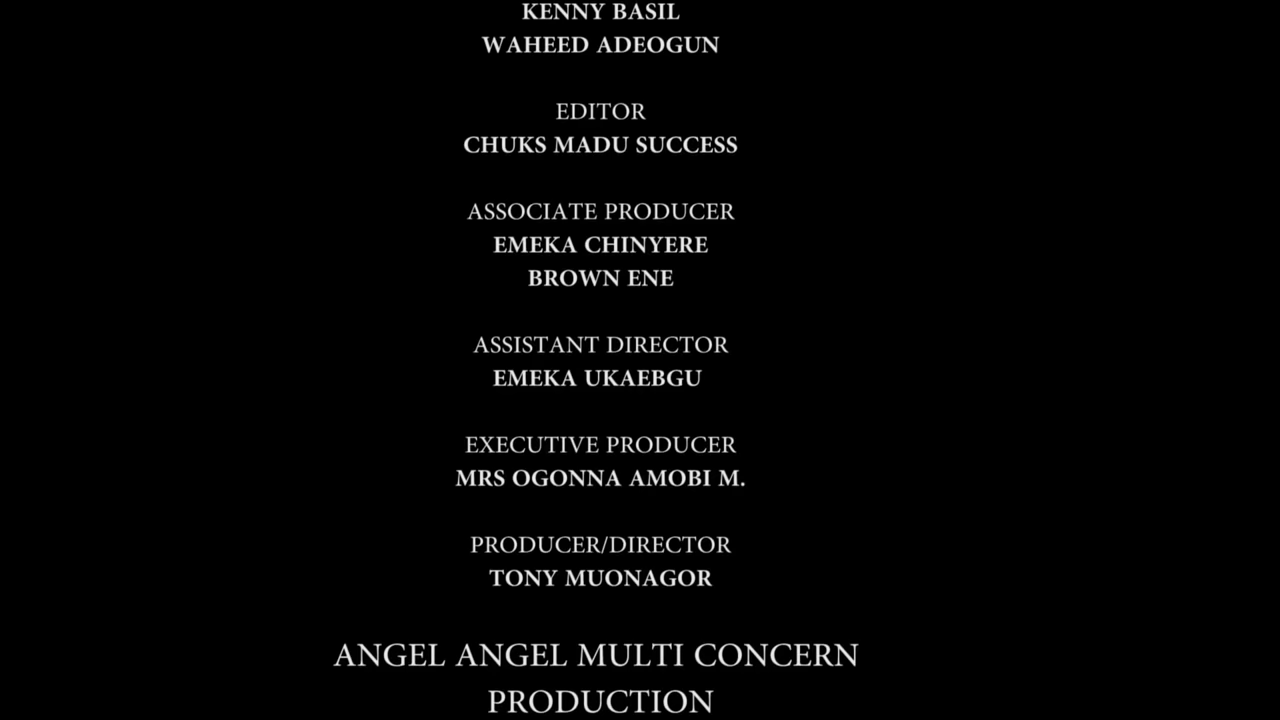 KENNY BASIL
WAHEED ADEOGUN
EDITOR
CHUKS MADU SUCCESS
ASSOCIATE PRODUCER
EMEKA CHINYERE
BROWN ENE
ASSISTANT DIRECTOR
EMEKA UKAEBGU
EXECUTIVE PRODUCER
MRS OGONNA AMOBI M.
PRODUCER/DIRECTOR
TONY MUONAGOR
ANGEL ANGEL MULTI CONCERN
PRODUCTION